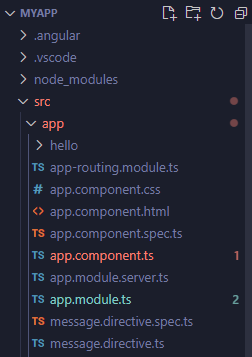 MYAPP
.angular
.vscode
node_modules
src
app
hello
TS app-routing.module.ts
# app.component.css
<> app.component.html
TS app.component.spec.ts
TS app.component.ts 1
TS app.module.server.ts
TS app.module.ts 2
TS message.directive.spec.ts
TS message.directive.ts